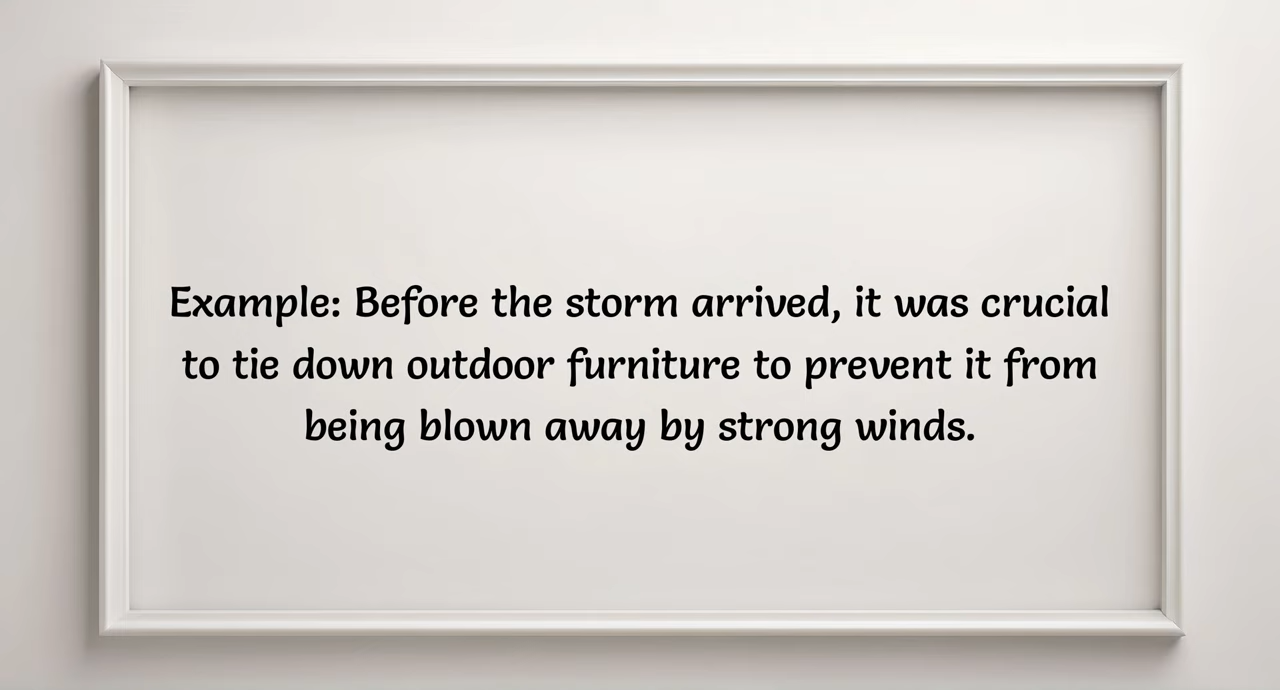 Example: Before the storm arrived, it was crucial
to tie down outdoor furniture to prevent it from
being blown away by strong winds.